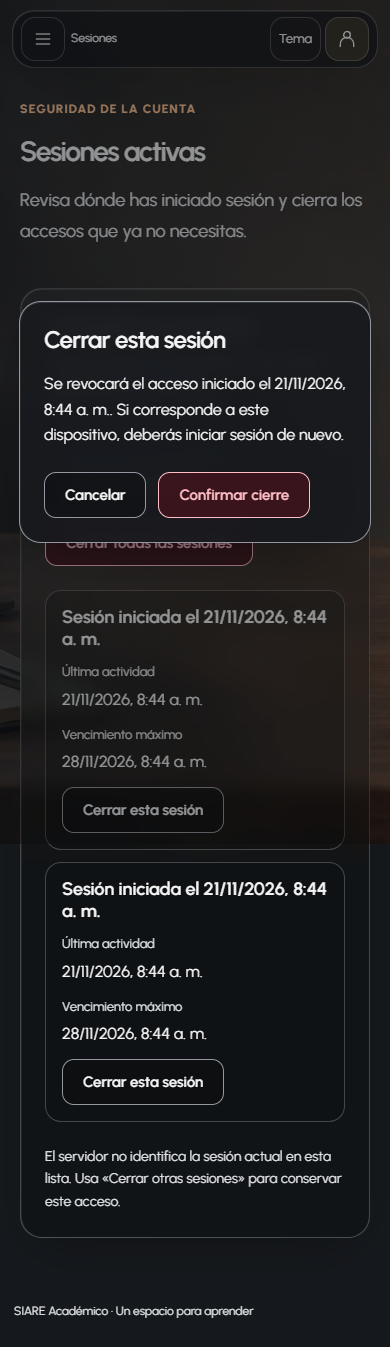 Sesiones
Tema
SEGURIDAD DE LA CUENTA
Sesiones activas
Revisa dónde has iniciado sesión y cierra los
accesos que ya no necesitas.
Cerrar esta sesión
Se revocará el acceso iniciado el 21/11/2026,
8:44 a. m.. Si corresponde a este
dispositivo, deberás iniciar sesión de nuevo.
Cancelar
Confirmar cierre
Cerrar todas las sesiones
Sesión iniciada el 21/11/2026, 8:44
a. m.
Última actividad
21/11/2026, 8:44 a. m.
Vencimiento máximo
28/11/2026, 8:44 a. m.
Cerrar esta sesión
Sesión iniciada el 21/11/2026, 8:44
a. m.
Última actividad
21/11/2026, 8:44 a. m.
Vencimiento máximo
28/11/2026, 8:44 a. m.
Cerrar esta sesión
El servidor no identifica la sesión actual en esta
lista. Usa «Cerrar otras sesiones» para conservar
este acceso.
SIARE Académico · Un espacio para aprender